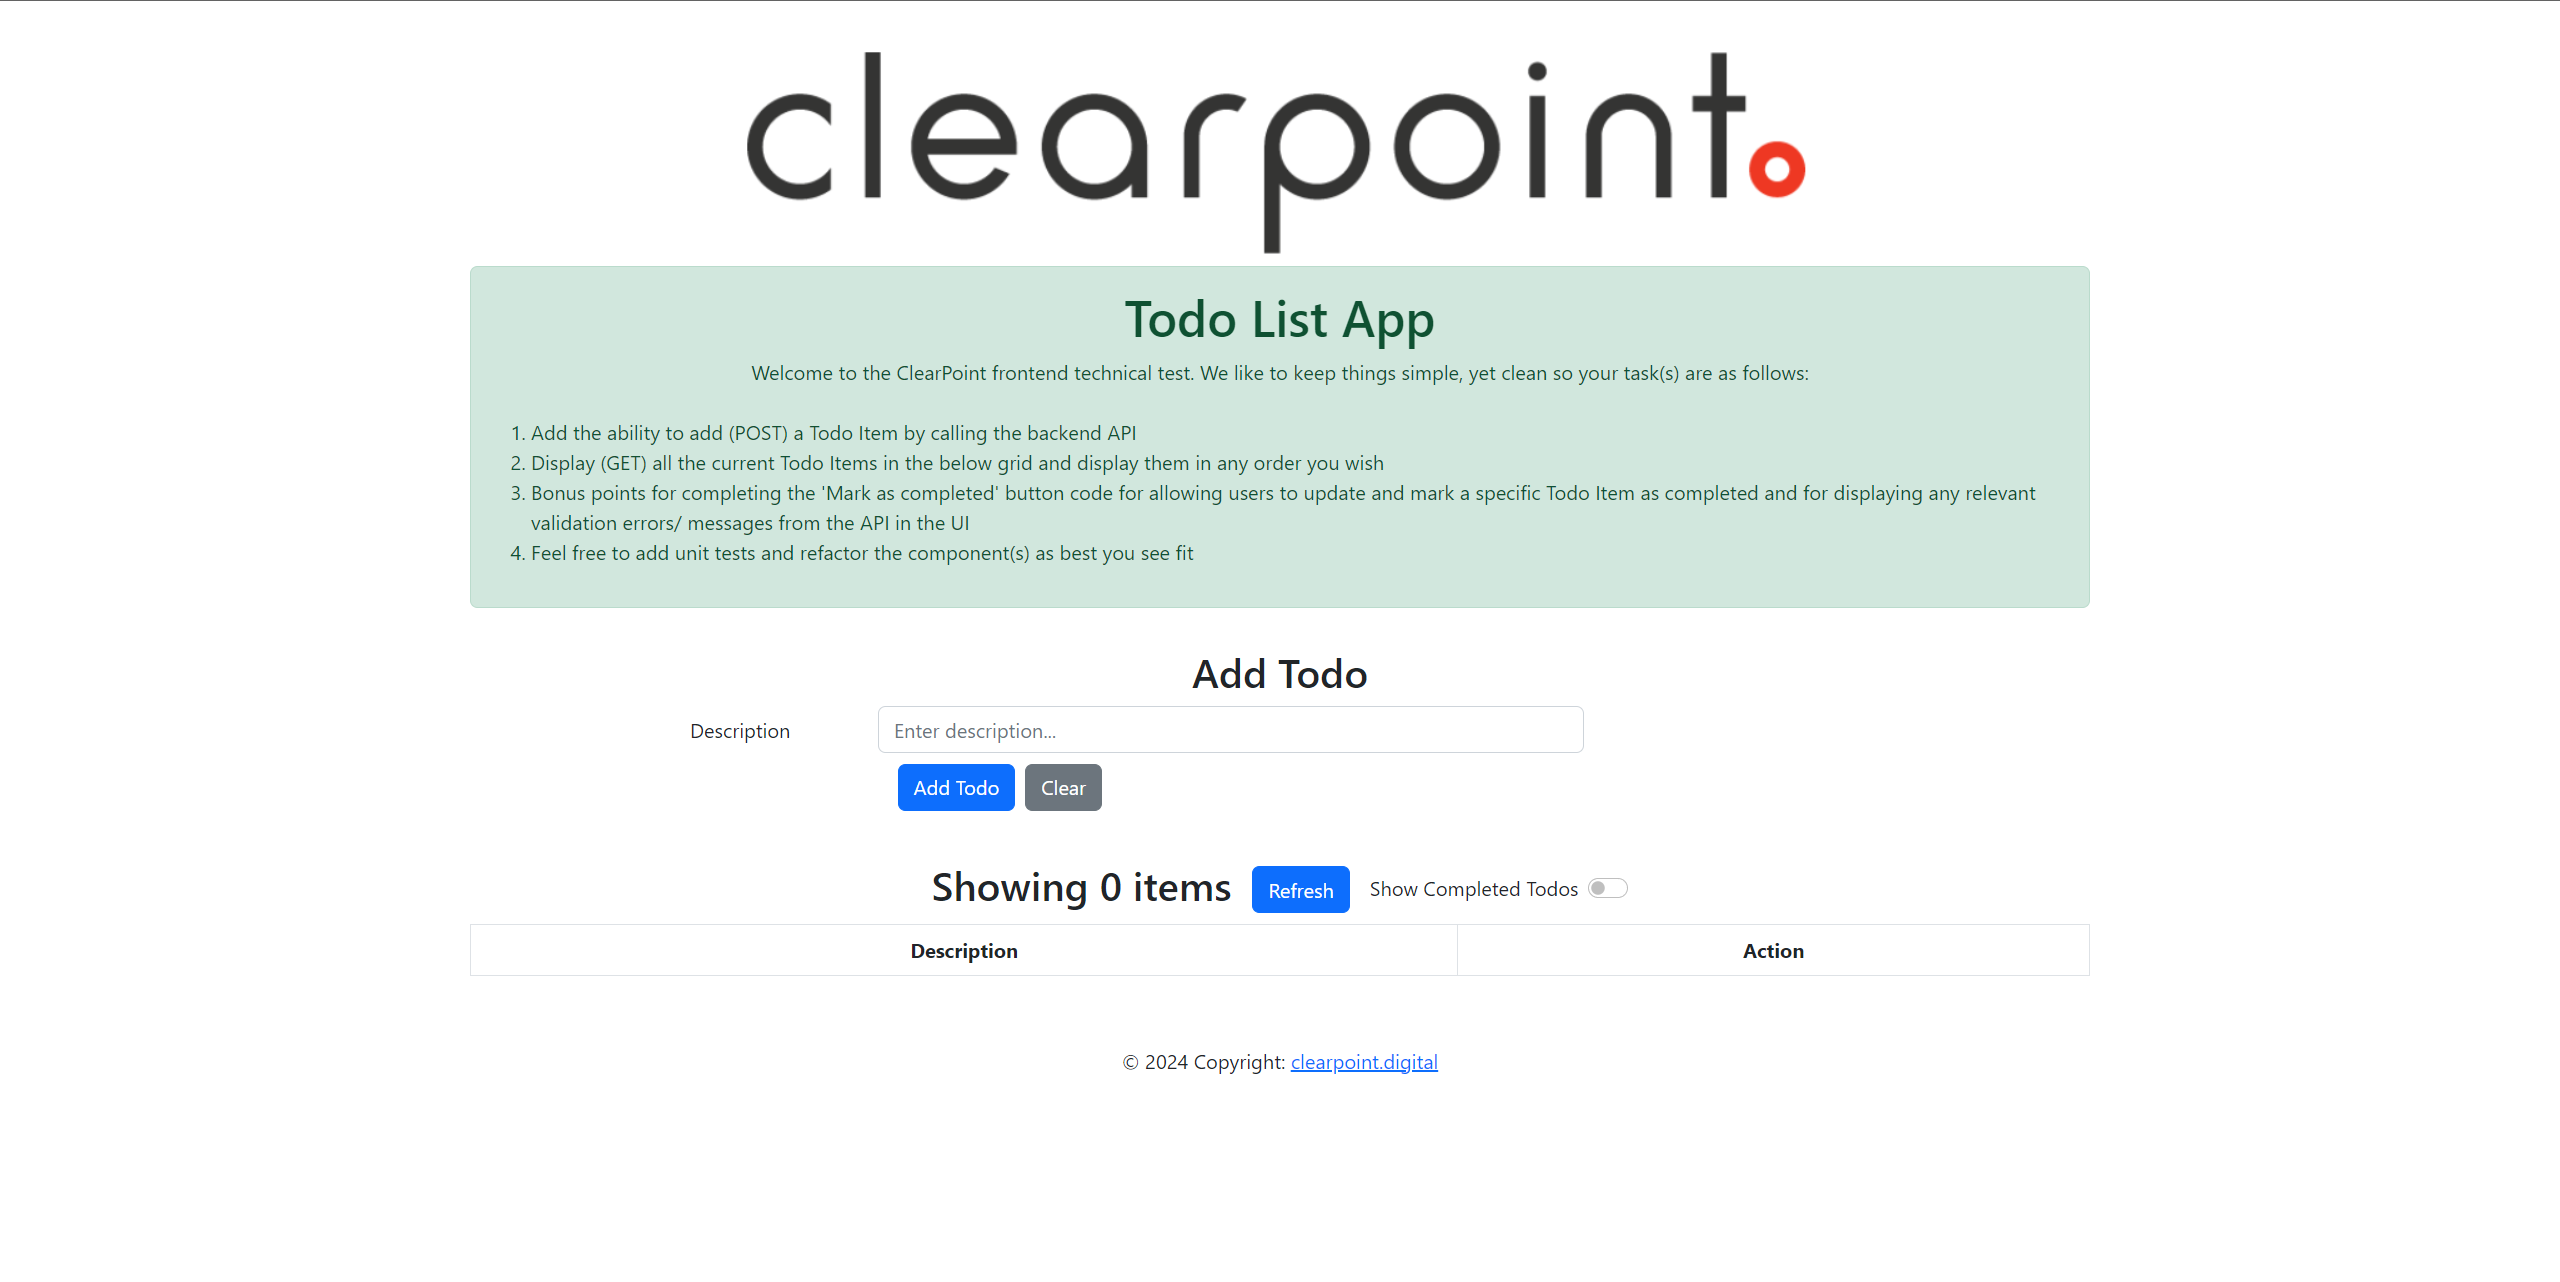 clearpoint.
Todo List App
Welcome to the ClearPoint frontend technical test. We like to keep things simple, yet clean so your task(s) are as follows:
1. Add the ability to add (POST) a Todo Item by calling the backend API
2. Display (GET) all the current Todo Items in the below grid and display them in any order you wish
3. Bonus points for completing the 'Mark as completed' button code for allowing users to update and mark a specific Todo Item as completed and for displaying any relevant
validation errors/ messages from the API in the UI
4. Feel free to add unit tests and refactor the component(s) as best you see fit
Add Todo
Description Enter description...
Add Todo Clear
Showing 0 items Refresh Show Completed Todos
Description Action
© 2024 Copyright: clearpoint.digital